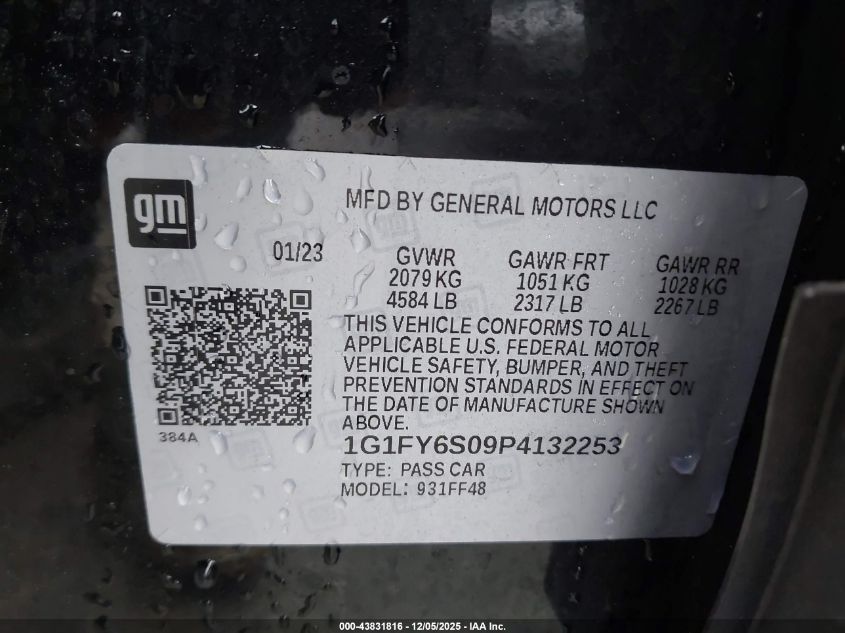 gm
MFD BY GENERAL MOTORS LLC
01/23
GVWR
2079 KG
4584 LB
GAWR FRT
1051 KG
2317 LB
GAWR RR
1028 KG
2267 LB
THIS VEHICLE CONFORMS TO ALL
APPLICABLE U.S. FEDERAL MOTOR
VEHICLE SAFETY, BUMPER, AND THEFT
PREVENTION STANDARDS IN EFFECT ON
THE DATE OF MANUFACTURE SHOWN
ABOVE.
384A
1G1FY6S09P4132253
TYPE: PASS CAR
MODEL: 931FF48
000-43831816 - 12/05/2025 - IAA Inc.